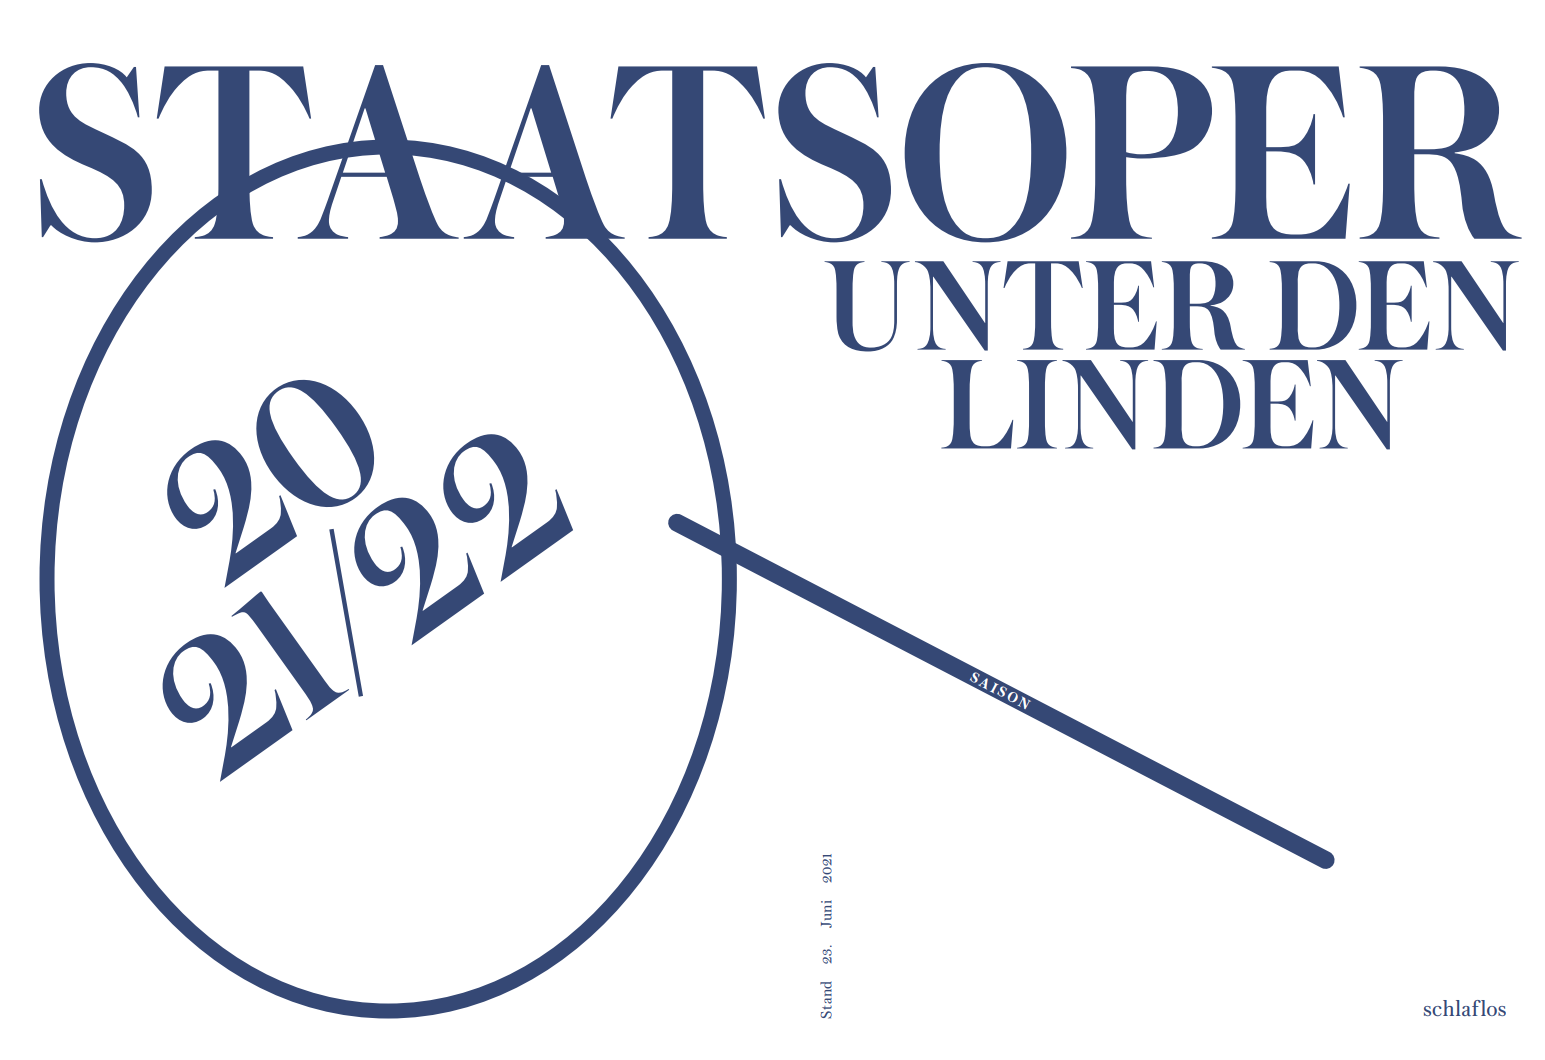 STAATSOPER
UNTER DEN
LINDEN
20
21/22
SAISON
Stand 23. Juni 2021
schlaflos